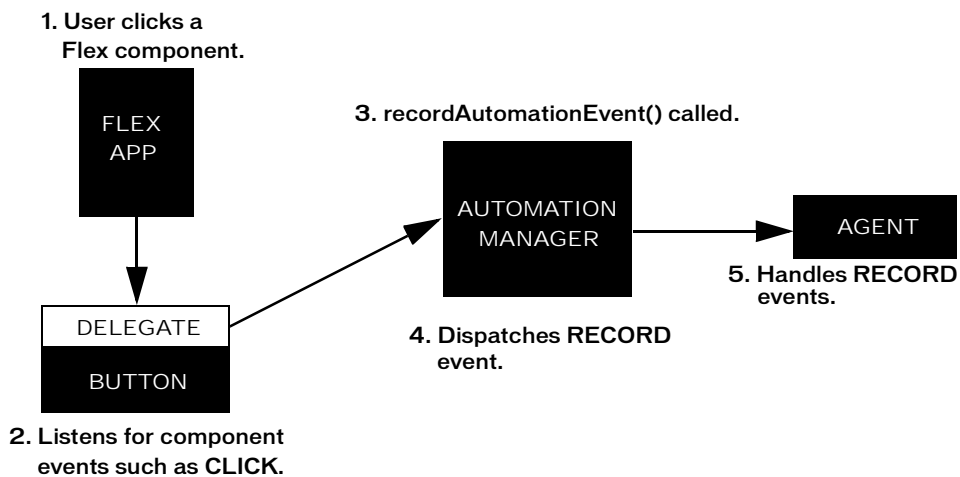 1. User clicks a
Flex component.
FLEX
APP
3. recordAutomationEvent() called.
AUTOMATION
MANAGER
AGENT
5. Handles RECORD
events.
4. Dispatches RECORD
event.
DELEGATE
BUTTON
2. Listens for component
events such as CLICK.